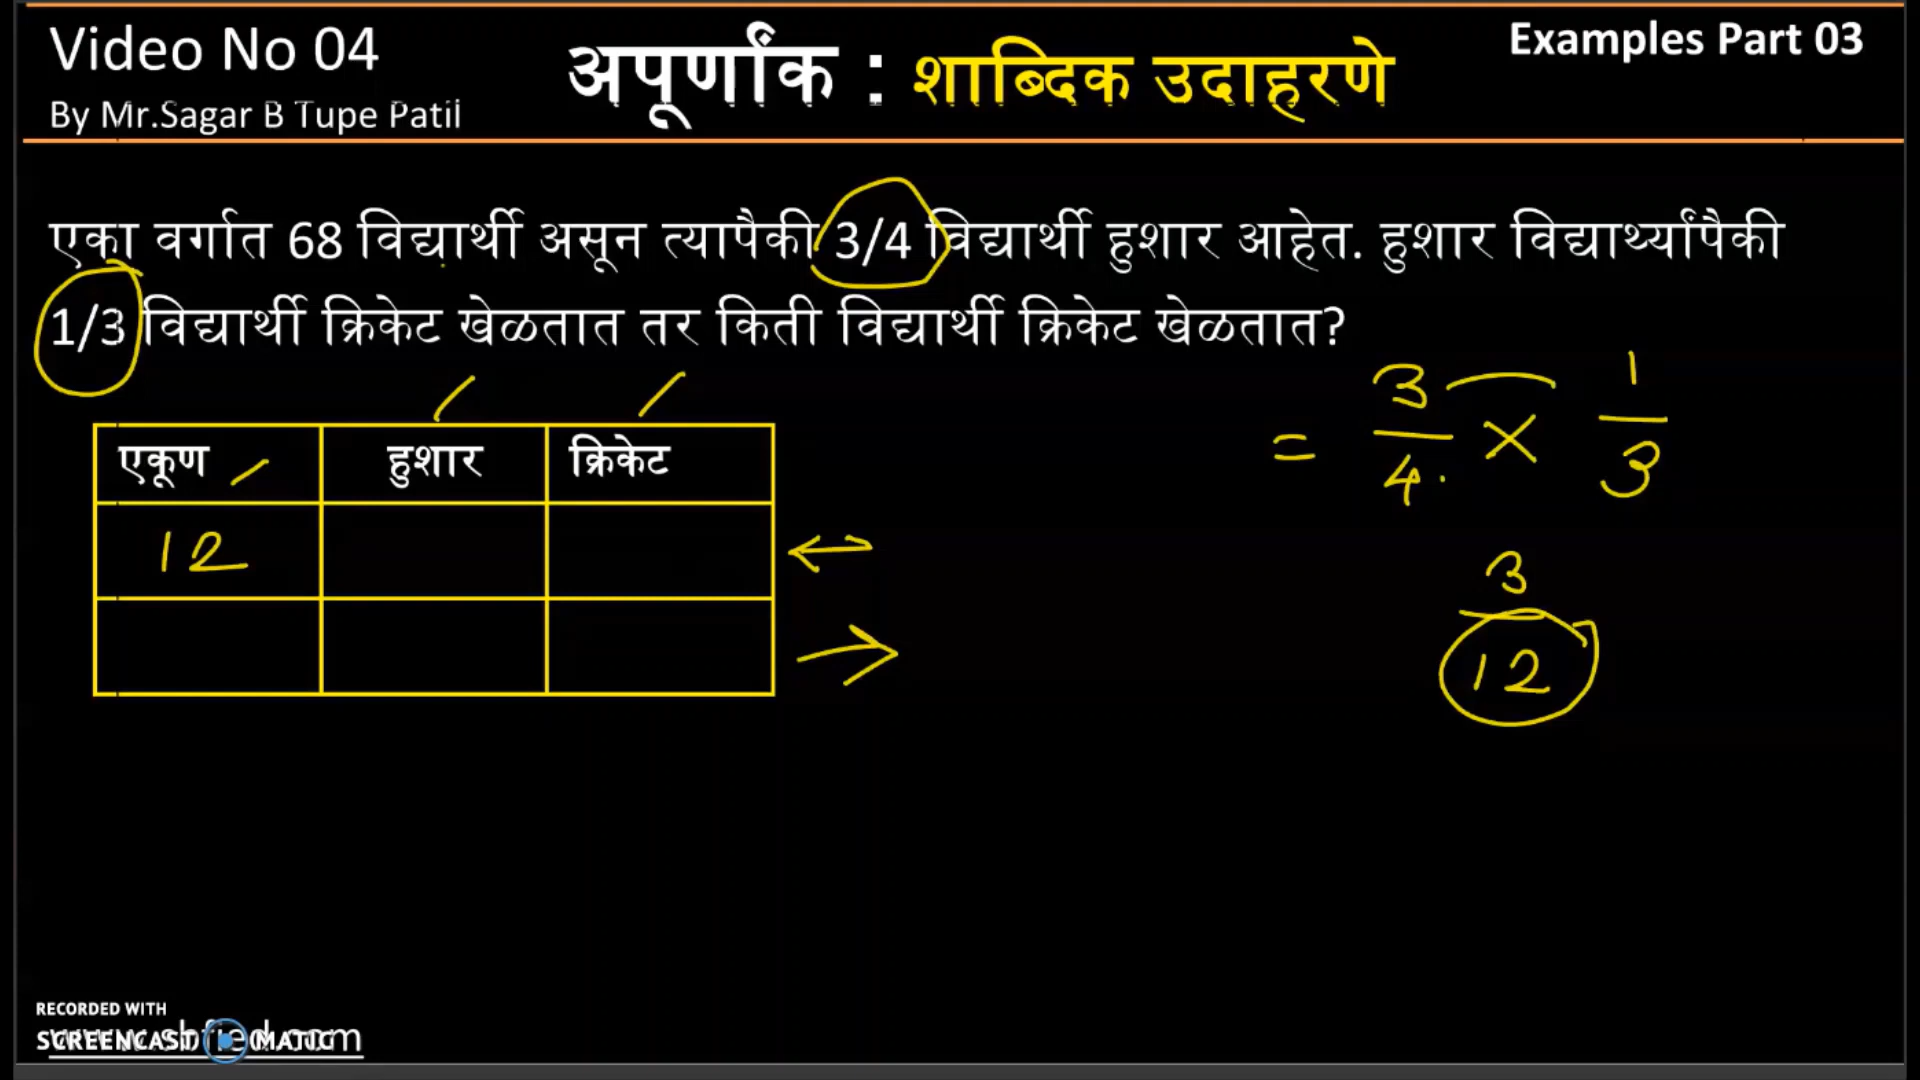 Video No 04
By Mr.Sagar B Tupe Patil
अपूर्णांक : शाब्दिक उदाहरणे
Examples Part 03
एका वर्गात 68 विद्यार्थी असून त्यापैकी 3/4 विद्यार्थी हुशार आहेत. हुशार विद्यार्थ्यांपैकी
1/3 विद्यार्थी क्रिकेट खेळतात तर किती विद्यार्थी क्रिकेट खेळतात?
= 3/4 × 1/3
एकूण हुशार क्रिकेट
12
3
12
RECORDED WITH
SCREENCAST MATIC